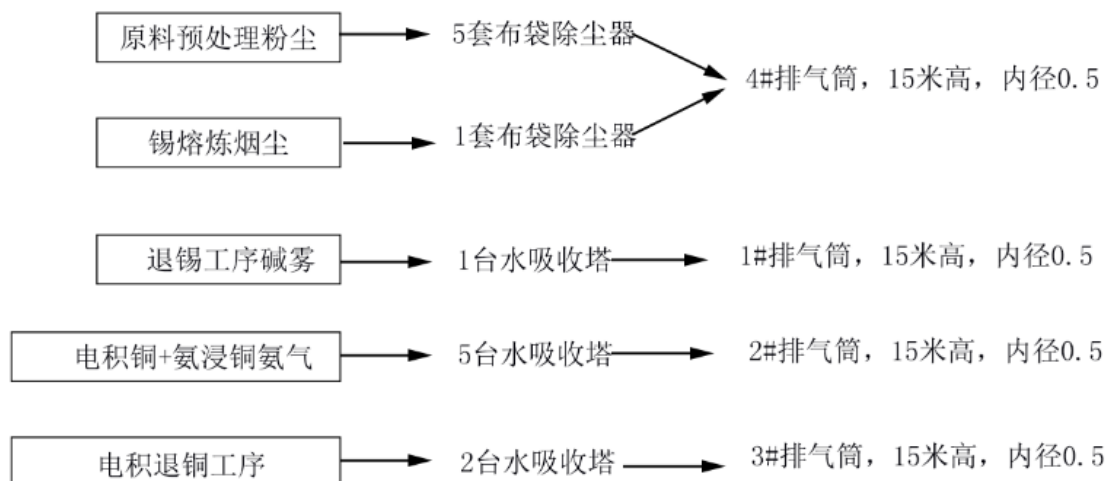 原料预处理粉尘
5套布袋除尘器
4#排气筒，15米高，内径0.5
锡熔炼烟尘
1套布袋除尘器
退锡工序碱雾
1台水吸收塔
1#排气筒，15米高，内径0.5
电积铜+氨浸铜氨气
5台水吸收塔
2#排气筒，15米高，内径0.5
电积退铜工序
2台水吸收塔
3#排气筒，15米高，内径0.5